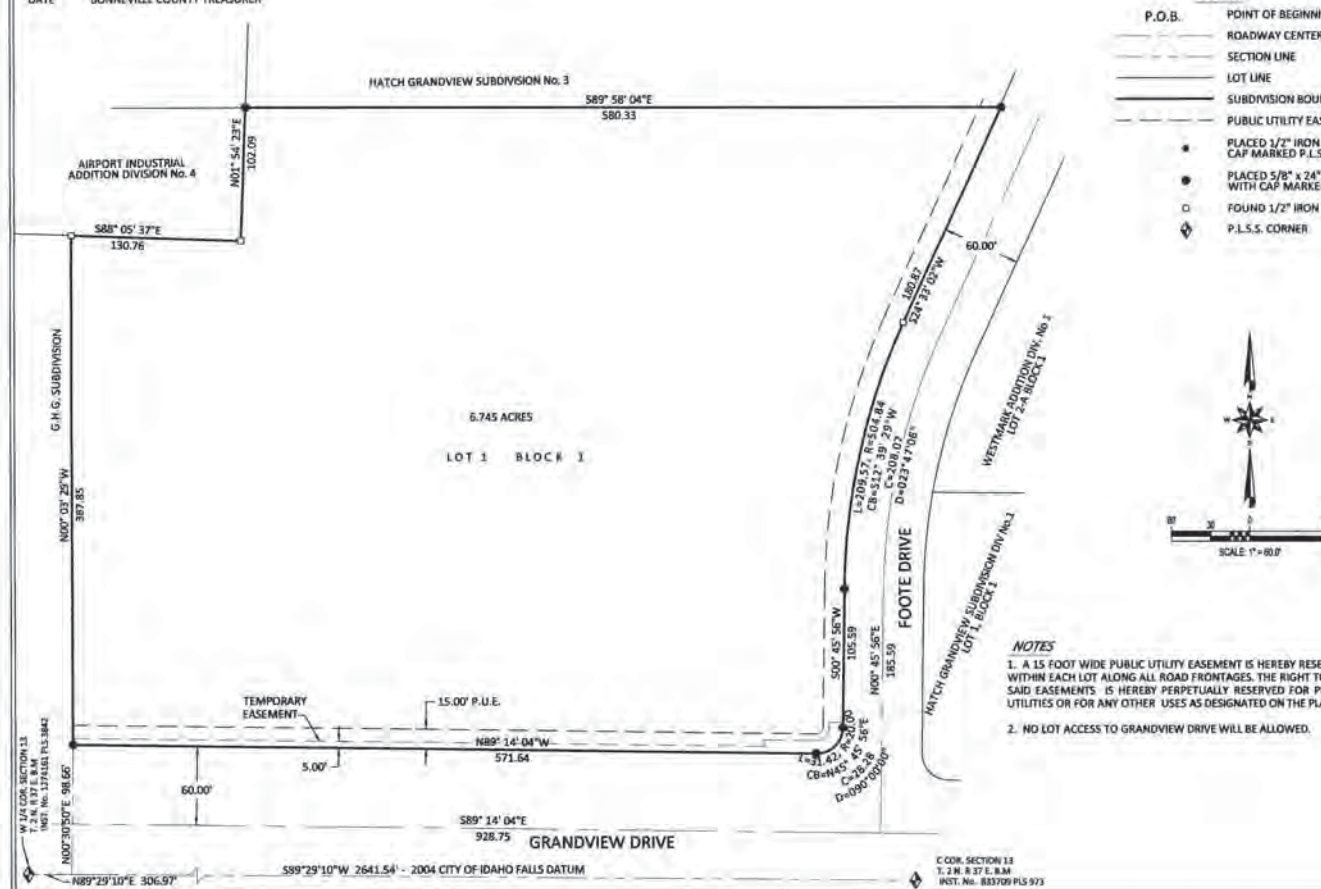 DATE BONNEVILLE COUNTY TREASURER
P.O.B.
POINT OF BEGINNI
ROADWAY CENTER
SECTION LINE
LOT LINE
SUBDIVISION BOU
PUBLIC UTILITY EAS
PLACED 1/2" IRON
CAP MARKED P.L.S
PLACED 5/8" x 24"
WITH CAP MARKE
FOUND 1/2" IRON
P.L.S.S. CORNER
HATCH GRANDVIEW SUBDIVISION No. 3
S89° 58' 04"E
580.33
N01° 54' 23"E
102.09
AIRPORT INDUSTRIAL
ADDITION DIVISION No. 4
S88° 05' 37"E
130.76
60.00'
180.87
S24° 33' 02"W
G.H.G. SUBDIVISION
N00° 03' 29"W
387.85
6.745 ACRES
LOT 1 BLOCK 1
L=209.57, R=504.84
CB=S12° 39' 29"W
C=208.07
D=023°47'06"
WESTMARK ADDITION DIV. No 1
LOT 2-A BLOCK 1
FOOTE DRIVE
HATCH GRANDVIEW SUBDIVISION DIV No.1
LOT 1, BLOCK 1
S00° 45' 56"W
105.59
N00° 45' 56"E
185.59
W E
S
0
SCALE: 1"=60.0'
NOTES
1. A 15 FOOT WIDE PUBLIC UTILITY EASEMENT IS HEREBY RESE
WITHIN EACH LOT ALONG ALL ROAD FRONTAGES. THE RIGHT TO
SAID EASEMENTS IS HEREBY PERPETUALLY RESERVED FOR P
UTILITIES OR FOR ANY OTHER USES AS DESIGNATED ON THE PLA
2. NO LOT ACCESS TO GRANDVIEW DRIVE WILL BE ALLOWED.
TEMPORARY
EASEMENT
15.00' P.U.E.
5.00'
N89° 14' 04"W
571.64
L=31.42, R=20.00
CB=N45° 45' 56"E
C=28.28
D=090°00'00"
60.00'
W 1/4 COR. SECTION 13
T. 2 N. R 37 E. B.M
INST. No. 1274161 PLS 3842
N00°30'50"E 98.66'
S89° 14' 04"E
928.75
GRANDVIEW DRIVE
N89°29'10"E 306.97'
S89°29'10"W 2641.54' - 2004 CITY OF IDAHO FALLS DATUM
C COR. SECTION 13
T. 2 N. R 37 E. B.M
INST. No. 833709 PLS 973